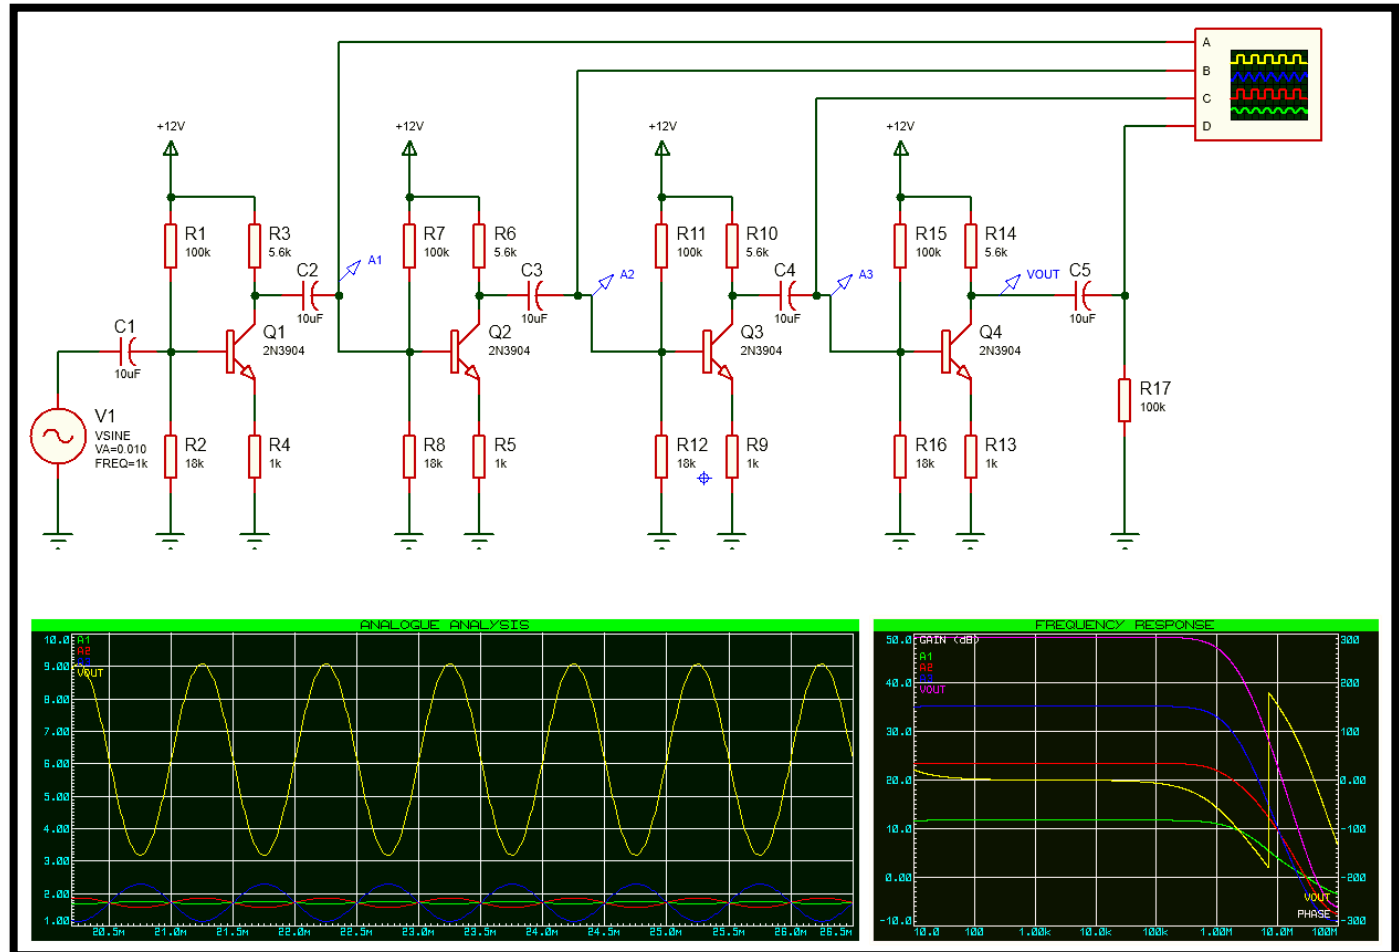 A
B
C
D
+12V
+12V
+12V
+12V
R1
100k
R3
5.6k
R7
100k
R6
5.6k
R11
100k
R10
5.6k
R15
100k
R14
5.6k
C2
10uF
A1
C3
10uF
A2
C4
10uF
A3
VOUT
C5
10uF
C1
10uF
Q1
2N3904
Q2
2N3904
Q3
2N3904
Q4
2N3904
R17
100k
V1
VSINE
VA=0.010
FREQ=1k
R2
18k
R4
1k
R8
18k
R5
1k
R12
18k
R9
1k
R16
18k
R13
1k
ANALOGUE ANALYSIS
10.0
A1
A2
A3
VOUT
9.00
8.00
7.00
6.00
5.00
4.00
3.00
2.00
1.00
20.5m 21.0m 21.5m 22.0m 22.5m 23.0m 23.5m 24.0m 24.5m 25.0m 25.5m 26.0m 26.5m
FREQUENCY RESPONSE
50.0 GAIN (dB) 300
A1
A2
A3
VOUT
40.0 200
30.0 100
20.0 0.00
10.0 -100
0.00 -200
VOUT
PHASE
-10.0 -300
10.0 100 1.00k 10.0k 100k 1.00M 10.0M 100M